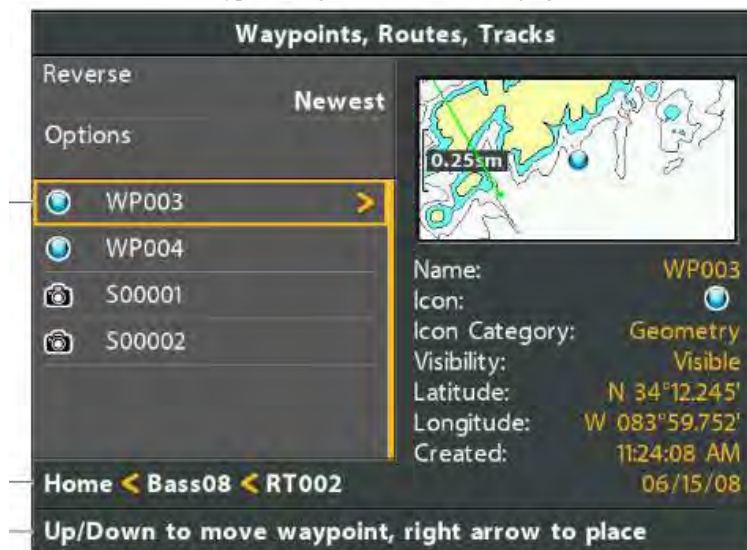 Waypoints, Routes, Tracks
Reverse
Newest
Options
WP003 >
WP004
S00001
S00002
0.25sm
Name: WP003
Icon:
Icon Category: Geometry
Visibility: Visible
Latitude: N 34°12.245'
Longitude: W 083°59.752'
Created: 11:24:08 AM
06/15/08
Home < Bass08 < RT002
Up/Down to move waypoint, right arrow to place